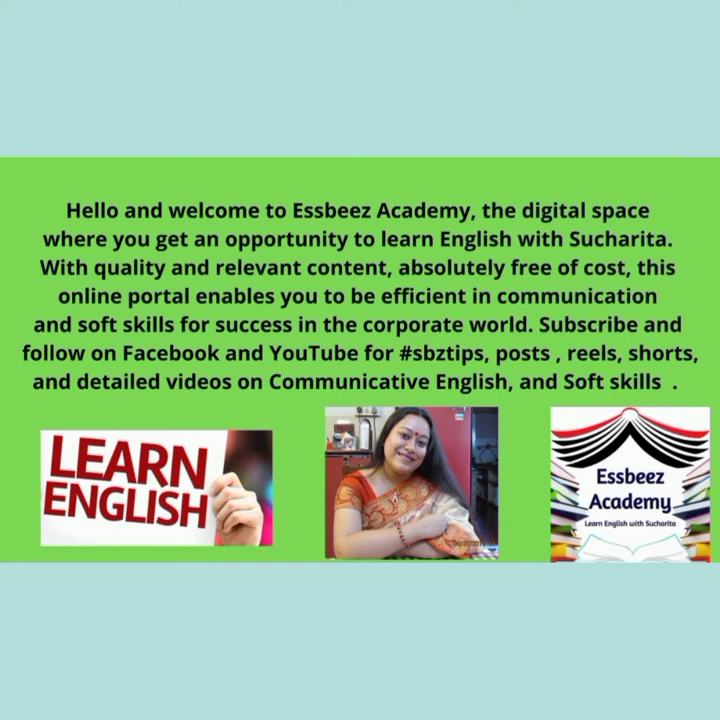 Hello and welcome to Essbeez Academy, the digital space
where you get an opportunity to learn English with Sucharita.
With quality and relevant content, absolutely free of cost, this
online portal enables you to be efficient in communication
and soft skills for success in the corporate world. Subscribe and
follow on Facebook and YouTube for #sbztips, posts , reels, shorts,
and detailed videos on Communicative English, and Soft skills .
LEARN
ENGLISH
Essbeez
Academy
Learn English with Sucharita